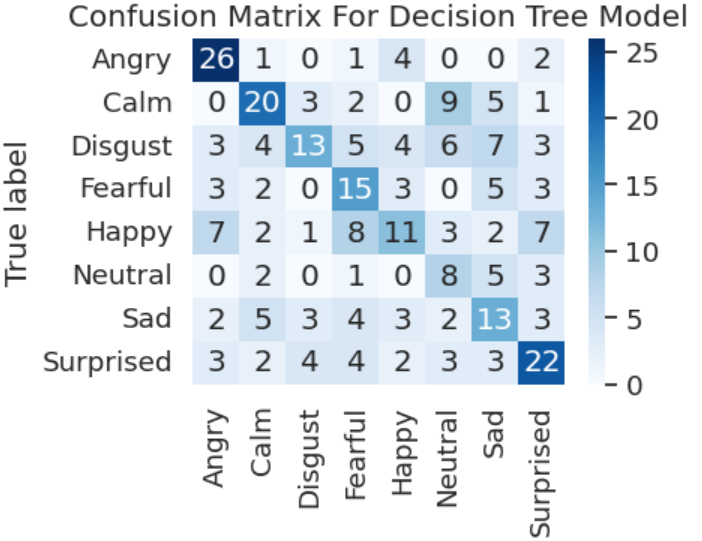 Confusion Matrix For Decision Tree Model
True label
Angry 26 1 0 1 4 0 0 2
Calm 0 20 3 2 0 9 5 1
Disgust 3 4 13 5 4 6 7 3
Fearful 3 2 0 15 3 0 5 3
Happy 7 2 1 8 11 3 2 7
Neutral 0 2 0 1 0 8 5 3
Sad 2 5 3 4 3 2 13 3
Surprised 3 2 4 4 2 3 3 22
Angry Calm Disgust Fearful Happy Neutral Sad Surprised
25
20
15
10
5
0